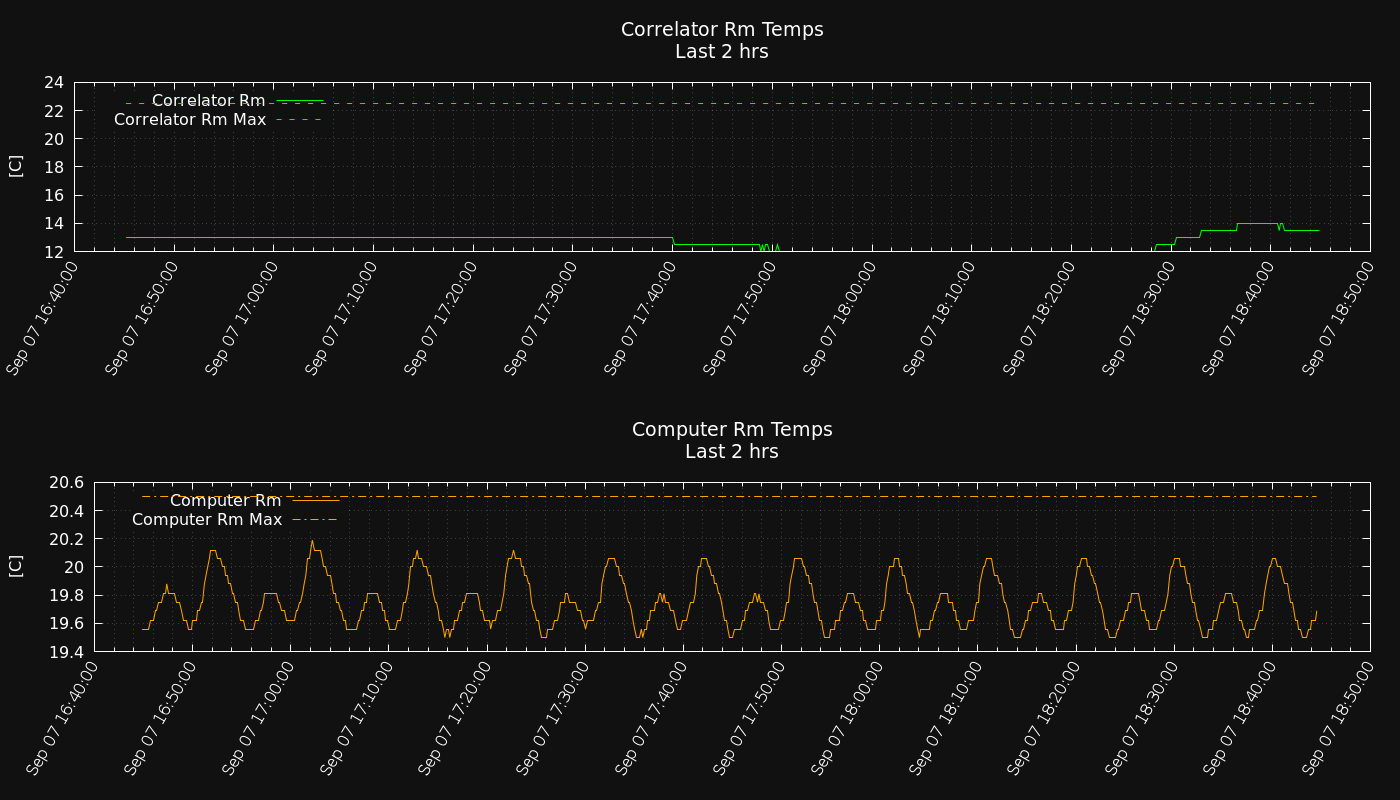 Correlator Rm Temps
Last 2 hrs
[C]
24
22
20
18
16
14
12
Correlator Rm
Correlator Rm Max
Sep 07 16:40:00
Sep 07 16:50:00
Sep 07 17:00:00
Sep 07 17:10:00
Sep 07 17:20:00
Sep 07 17:30:00
Sep 07 17:40:00
Sep 07 17:50:00
Sep 07 18:00:00
Sep 07 18:10:00
Sep 07 18:20:00
Sep 07 18:30:00
Sep 07 18:40:00
Sep 07 18:50:00
Computer Rm Temps
Last 2 hrs
[C]
20.6
20.4
20.2
20
19.8
19.6
19.4
Computer Rm
Computer Rm Max
Sep 07 16:40:00
Sep 07 16:50:00
Sep 07 17:00:00
Sep 07 17:10:00
Sep 07 17:20:00
Sep 07 17:30:00
Sep 07 17:40:00
Sep 07 17:50:00
Sep 07 18:00:00
Sep 07 18:10:00
Sep 07 18:20:00
Sep 07 18:30:00
Sep 07 18:40:00
Sep 07 18:50:00